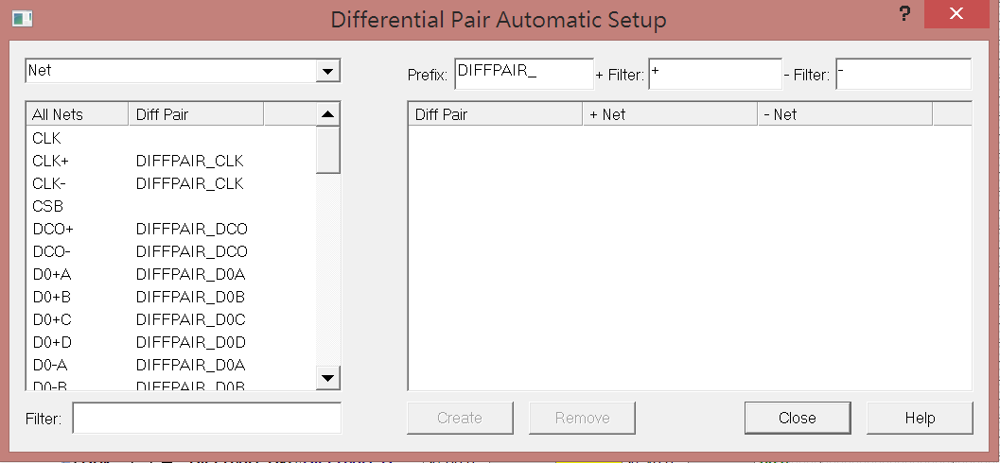 Differential Pair Automatic Setup
?
Net
Prefix: DIFFPAIR_ + Filter: + - Filter: -
All Nets Diff Pair
CLK
CLK+ DIFFPAIR_CLK
CLK- DIFFPAIR_CLK
CSB
DCO+ DIFFPAIR_DCO
DCO- DIFFPAIR_DCO
D0+A DIFFPAIR_D0A
D0+B DIFFPAIR_D0B
D0+C DIFFPAIR_D0C
D0+D DIFFPAIR_D0D
D0-A DIFFPAIR_D0A
D0-B DIFFPAIR_D0B
Diff Pair + Net - Net
Filter:
Create Remove Close Help